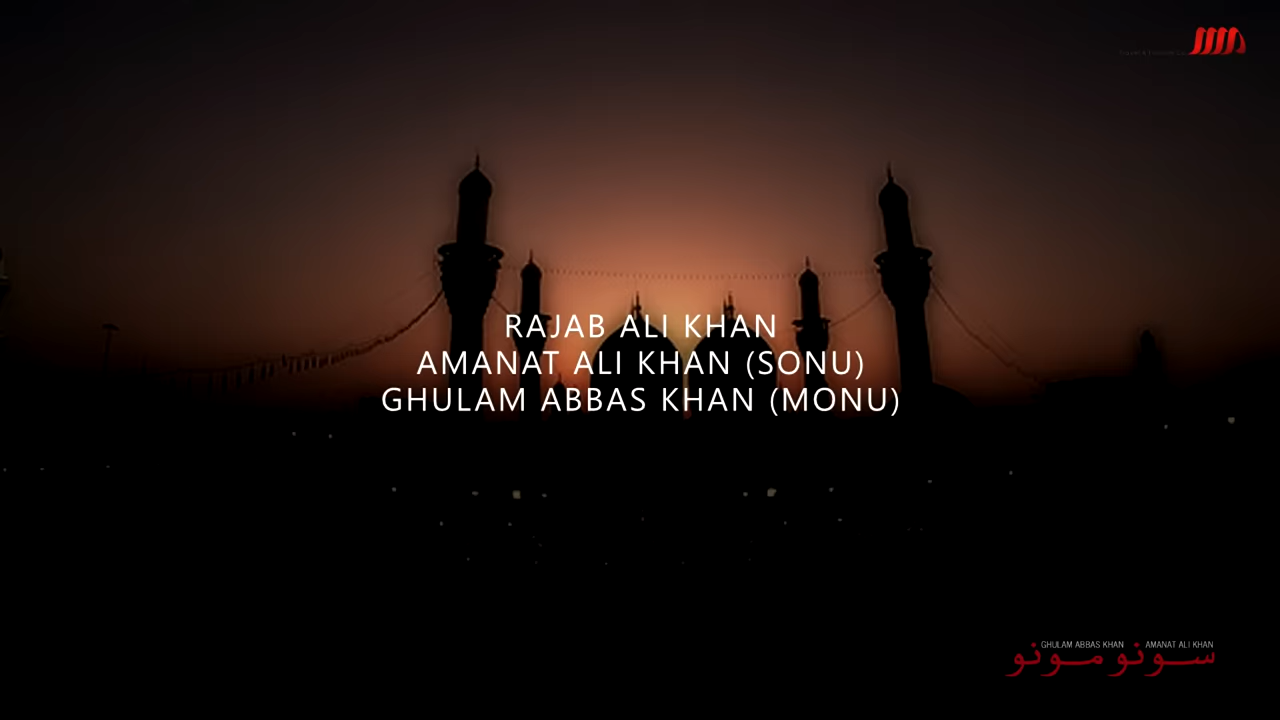 RAJAB ALI KHAN
AMANAT ALI KHAN (SONU)
GHULAM ABBAS KHAN (MONU)
GHULAM ABBAS KHAN AMANAT ALI KHAN
سونو مونو